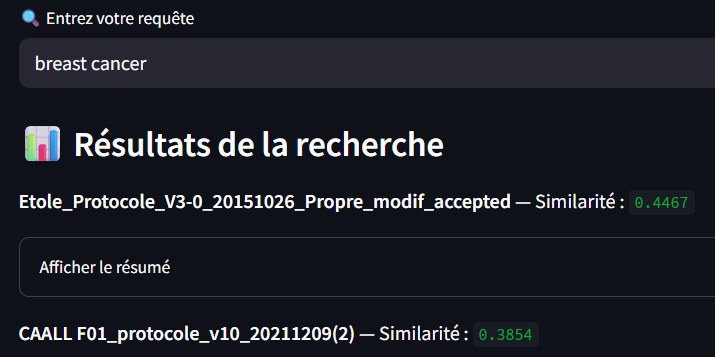 Entrez votre requête
breast cancer
Résultats de la recherche
Etole_Protocole_V3-0_20151026_Propre_modif_accepted — Similarité : 0.4467
Afficher le résumé
CAALL F01_protocole_v10_20211209(2) — Similarité : 0.3854